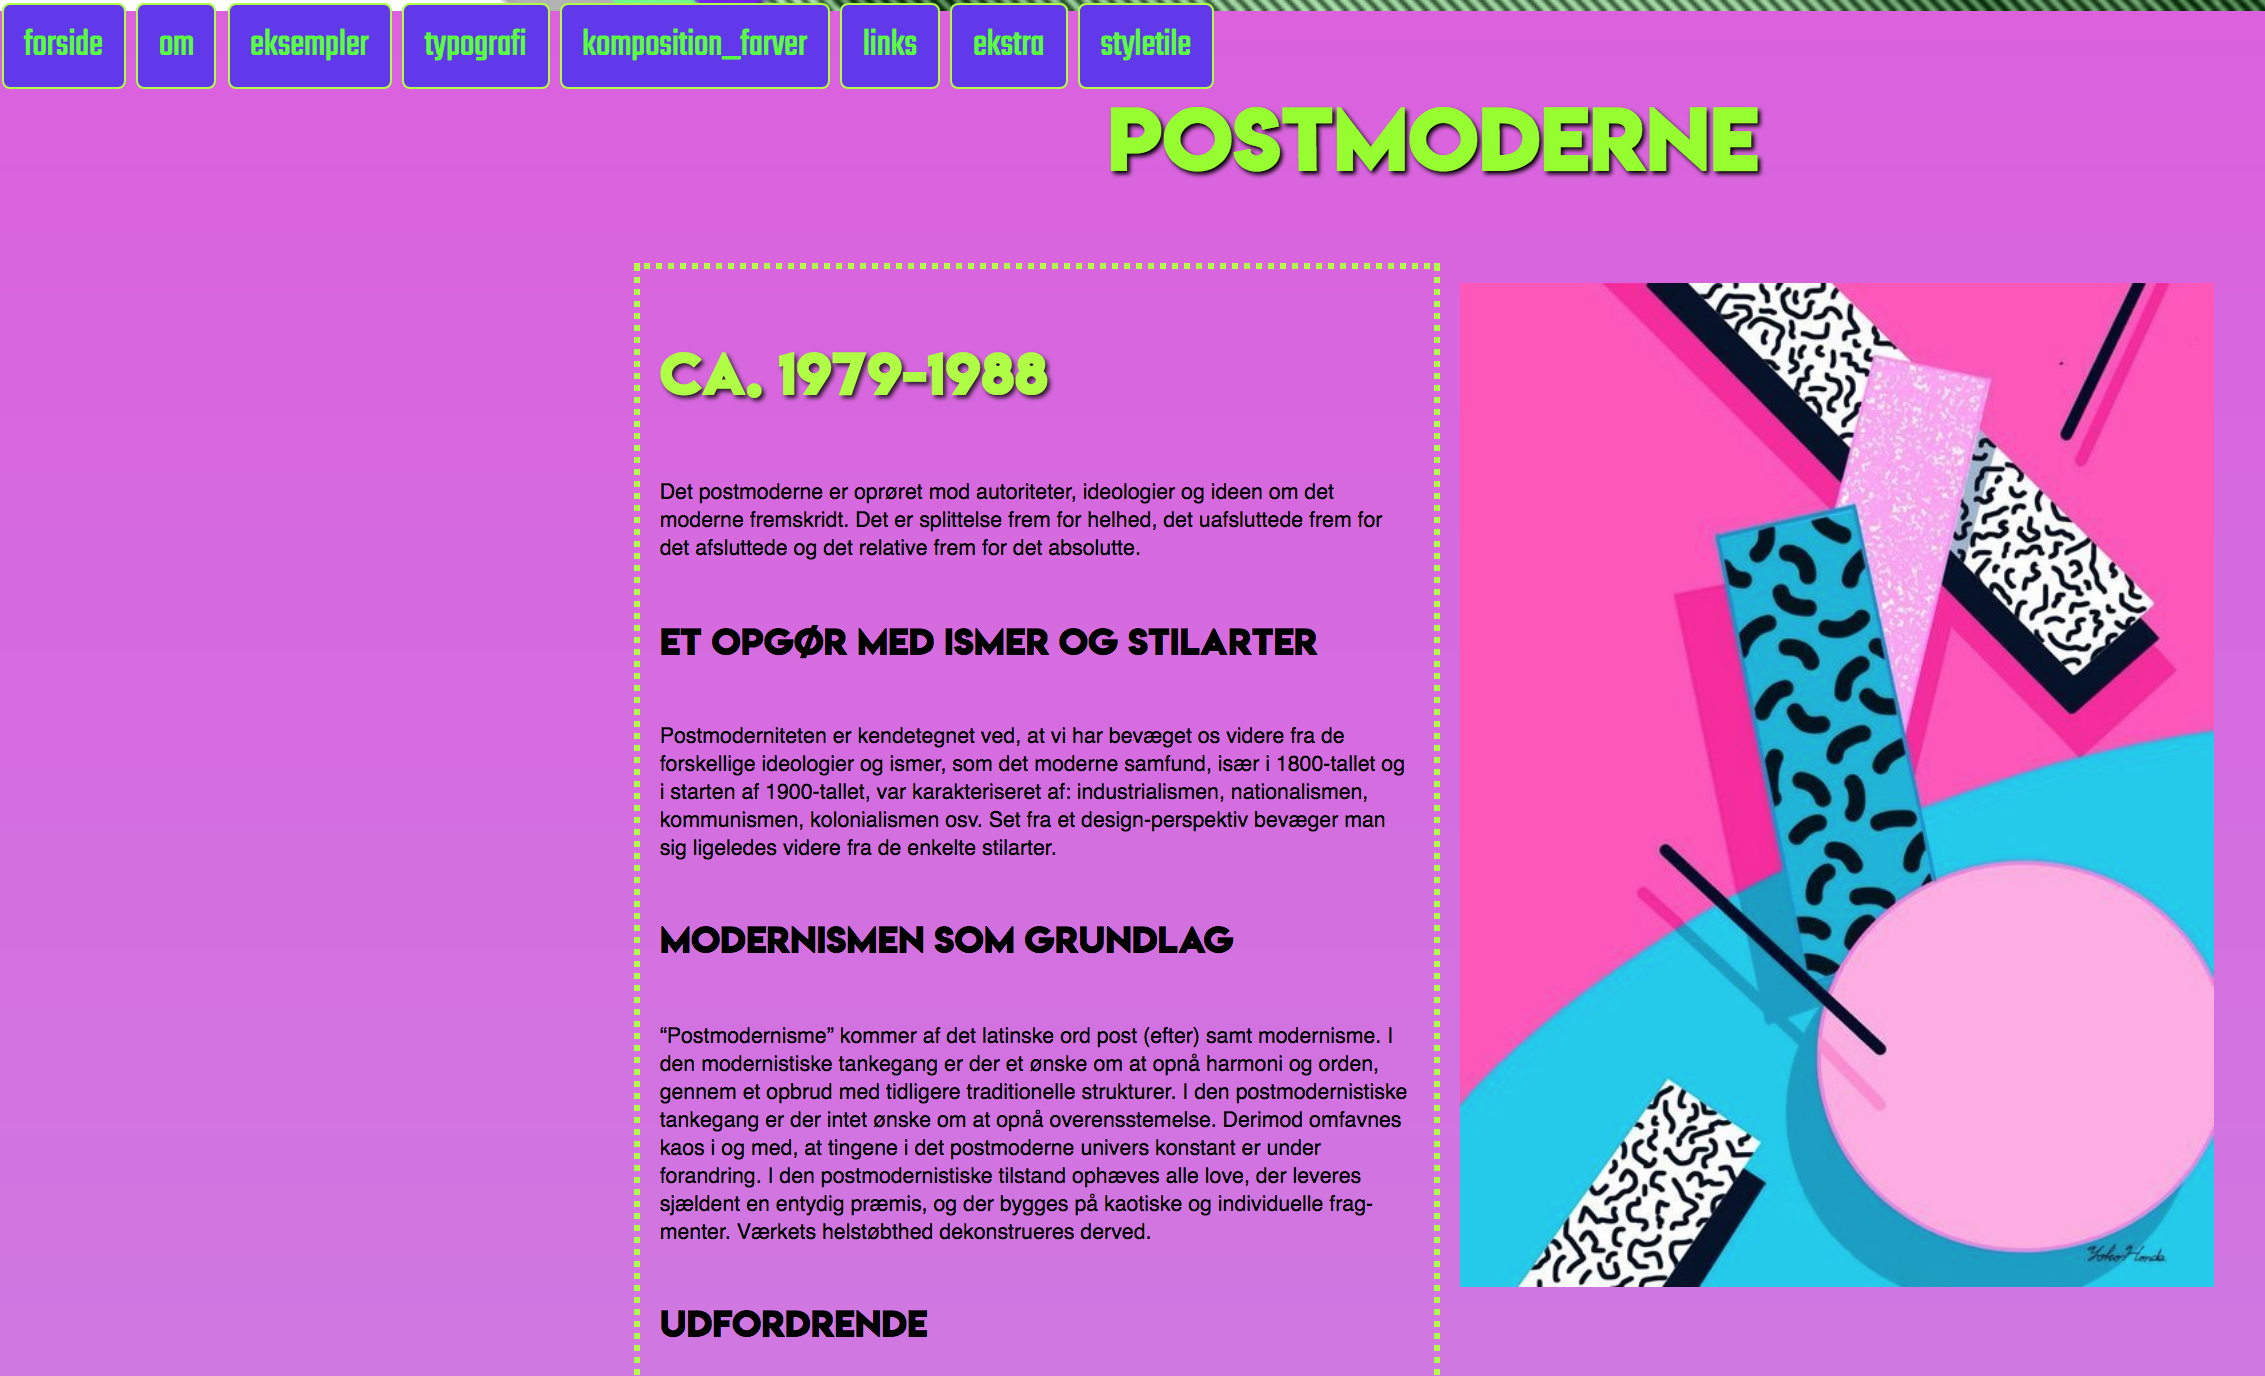 forside om eksempler typografi komposition_farver links ekstra styletile
POSTMODERNE
CA. 1979-1988
Det postmoderne er oprøret mod autoriteter, ideologier og ideen om det
moderne fremskridt. Det er splittelse frem for helhed, det uafsluttede frem for
det afsluttede og det relative frem for det absolutte.
ET OPGØR MED ISMER OG STILARTER
Postmoderniteten er kendetegnet ved, at vi har bevæget os videre fra de
forskellige ideologier og ismer, som det moderne samfund, især i 1800-tallet og
i starten af 1900-tallet, var karakteriseret af: industrialismen, nationalismen,
kommunismen, kolonialismen osv. Set fra et design-perspektiv bevæger man
sig ligeledes videre fra de enkelte stilarter.
MODERNISMEN SOM GRUNDLAG
“Postmodernisme” kommer af det latinske ord post (efter) samt modernisme. I
den modernistiske tankegang er der et ønske om at opnå harmoni og orden,
gennem et opbrud med tidligere traditionelle strukturer. I den postmodernistiske
tankegang er der intet ønske om at opnå overensstemelse. Derimod omfavnes
kaos i og med, at tingene i det postmoderne univers konstant er under
forandring. I den postmodernistiske tilstand ophæves alle love, der leveres
sjældent en entydig præmis, og der bygges på kaotiske og individuelle frag-
menter. Værkets helstøbthed dekonstrueres derved.
UDFORDRENDE
Yoko Honda